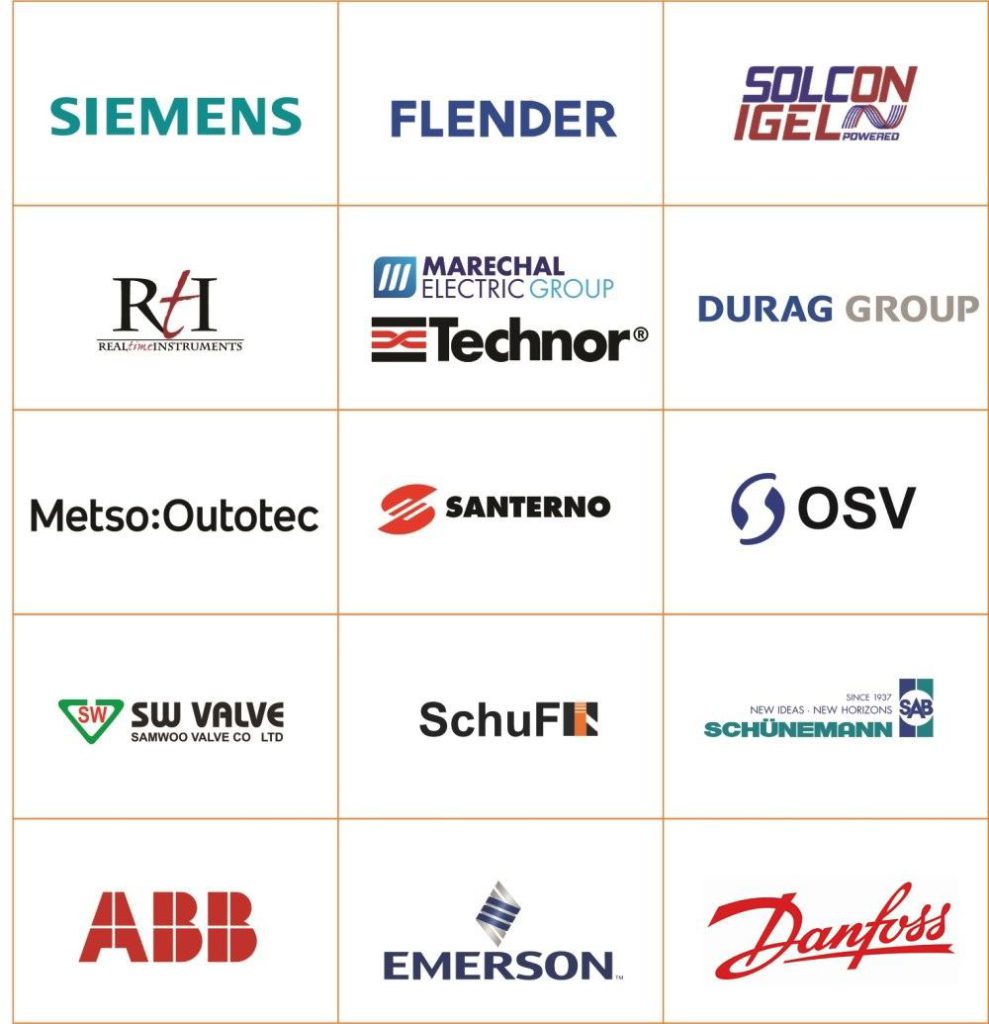 SIEMENS
FLENDER
SOLCON
IGEL
POWERED
RtI
REALtimeINSTRUMENTS
MARECHAL
ELECTRIC GROUP
Technor®
DURAG GROUP
Metso:Outotec
SANTERNO
OSV
SW
SW VALVE
SAMWOO VALVE CO LTD
SchuF
SINCE 1937
NEW IDEAS · NEW HORIZONS
SCHÜNEMANN
SAB
ABB
EMERSON™
Danfoss